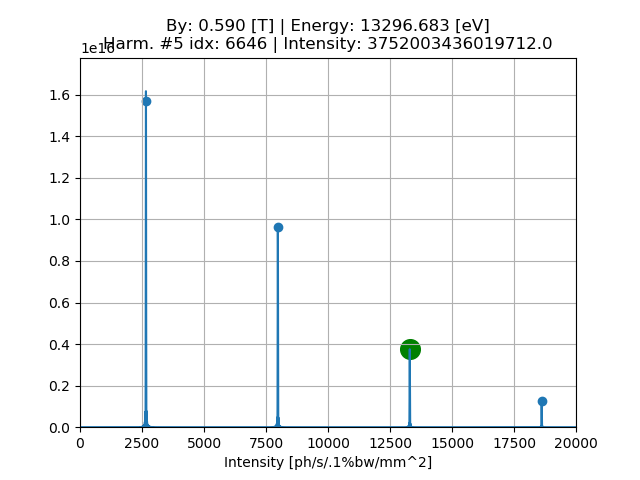 By: 0.590 [T] | Energy: 13296.683 [eV]
Harm. #5 idx: 6646 | Intensity: 3752003436019712.0
1e16
1.6
1.4
1.2
1.0
0.8
0.6
0.4
0.2
0.0
0 2500 5000 7500 10000 12500 15000 17500 20000
Intensity [ph/s/.1%bw/mm^2]